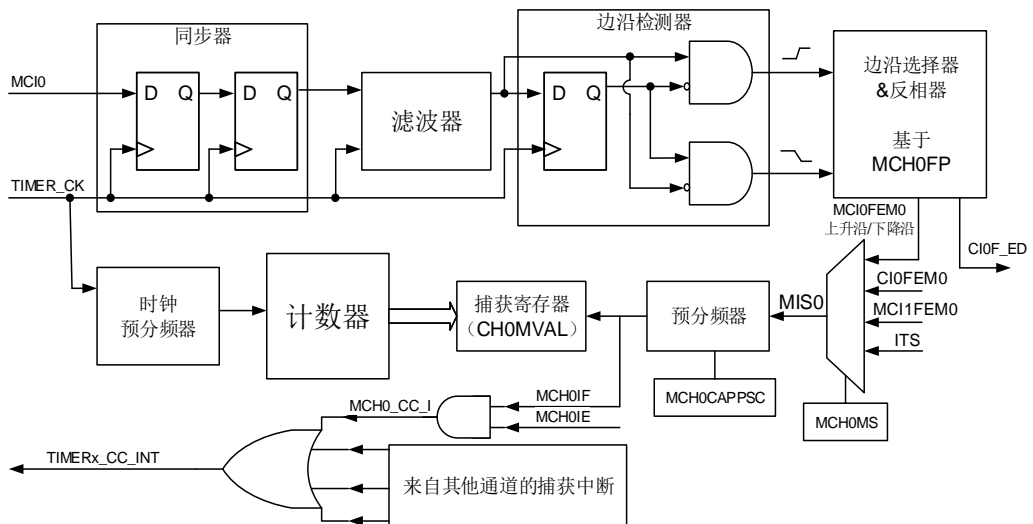 同步器
边沿检测器
MCI0
D Q
D Q
滤波器
D Q
边沿选择器
&反相器
基于
MCH0FP
TIMER_CK
MCI0FEM0
上升沿/下降沿
CI0F_ED
时钟
预分频器
计数器
捕获寄存器
（CH0MVAL）
预分频器
MIS0
CI0FEM0
MCI1FEM0
ITS
MCH0CAPPSC
MCH0MS
MCH0_CC_I
MCH0IF
MCH0IE
TIMERx_CC_INT
来自其他通道的捕获中断